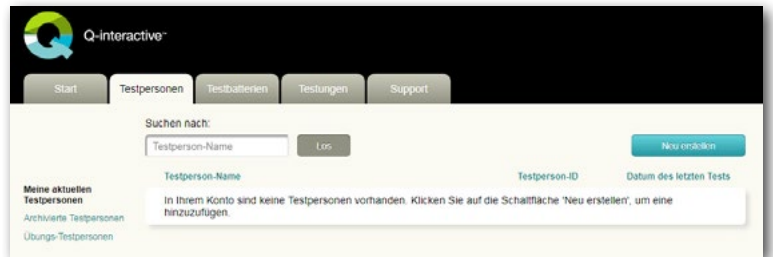 Q-interactive™
Start Testpersonen Testbatterien Testungen Support
Suchen nach:
Testperson-Name Los Neu erstellen
Testperson-Name Testperson-ID Datum des letzten Tests
In Ihrem Konto sind keine Testpersonen vorhanden. Klicken Sie auf die Schaltfläche 'Neu erstellen', um eine
hinzuzufügen.
Meine aktuellen
Testpersonen
Archivierte Testpersonen
Übungs-Testpersonen